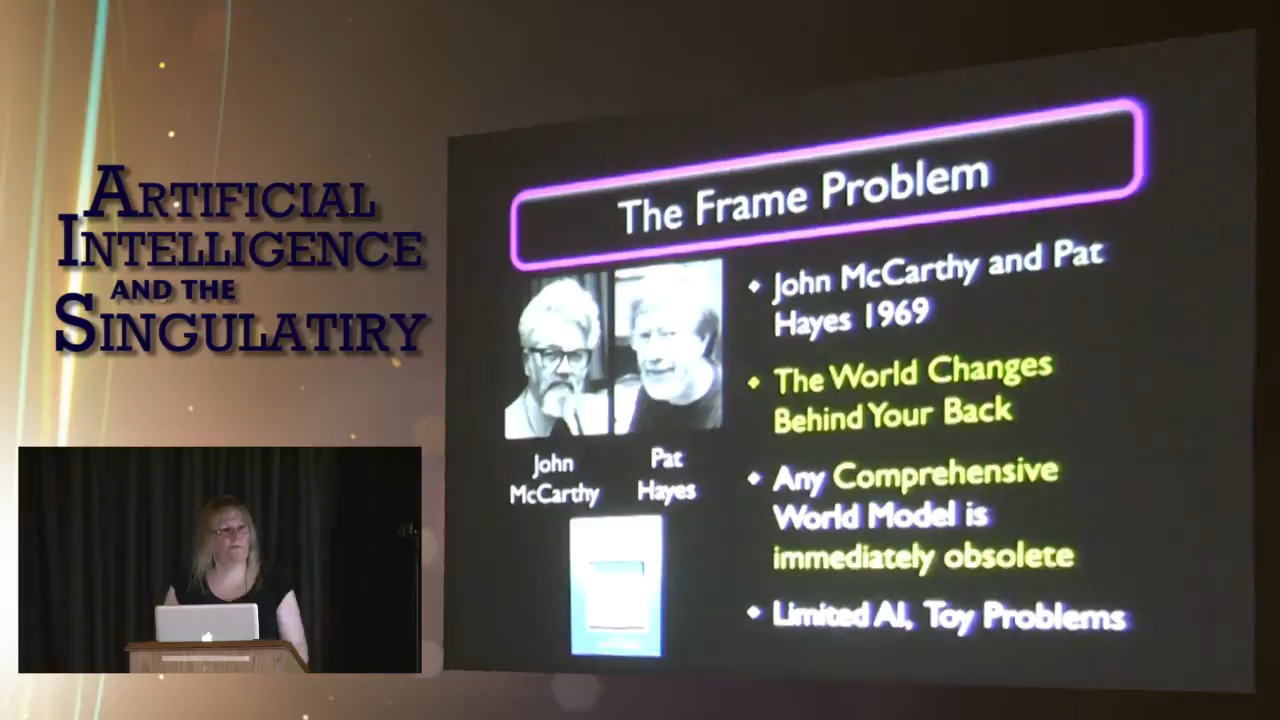 ARTIFICIAL
INTELLIGENCE
AND THE
SINGULATIRY
The Frame Problem
• John McCarthy and Pat
Hayes 1969
• The World Changes
Behind Your Back
• Any Comprehensive
World Model is
immediately obsolete
• Limited AI, Toy Problems
John
McCarthy
Pat
Hayes